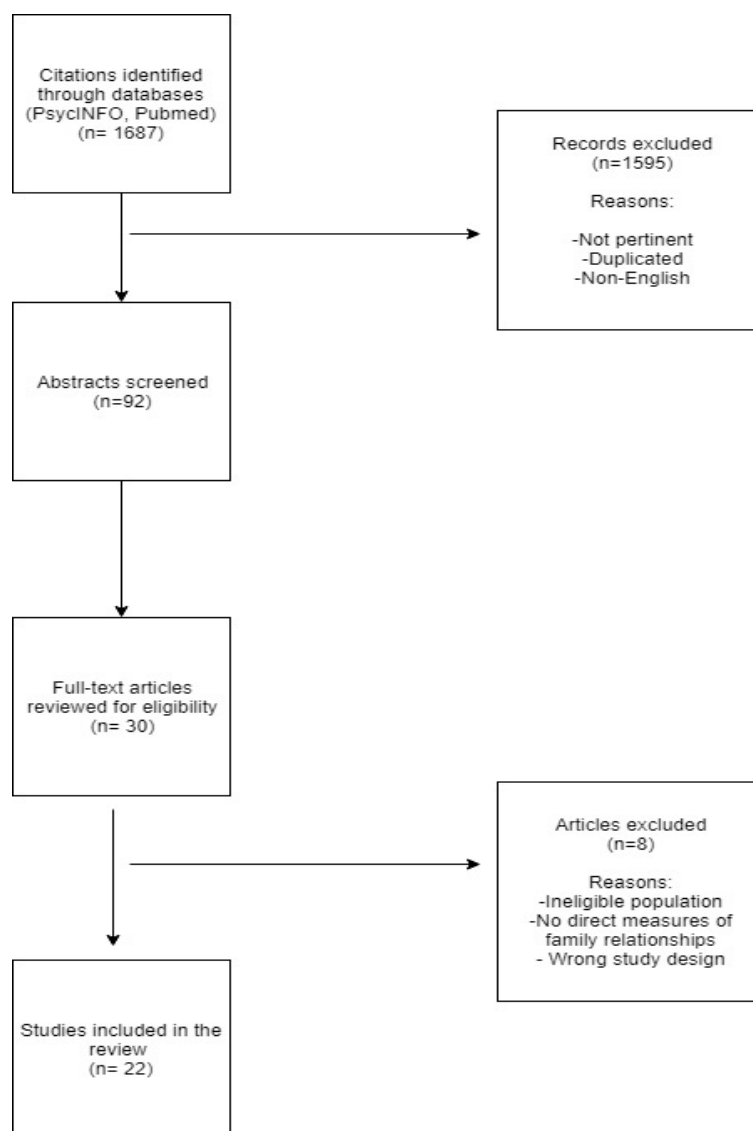 Citations identified
through databases
(PsycINFO, Pubmed)
(n= 1687)
Records excluded
(n=1595)
Reasons:
-Not pertinent
-Duplicated
-Non-English
Abstracts screened
(n=92)
Full-text articles
reviewed for eligibility
(n= 30)
Articles excluded
(n=8)
Reasons:
-Ineligible population
-No direct measures of
family relationships
- Wrong study design
Studies included in the
review
(n= 22)